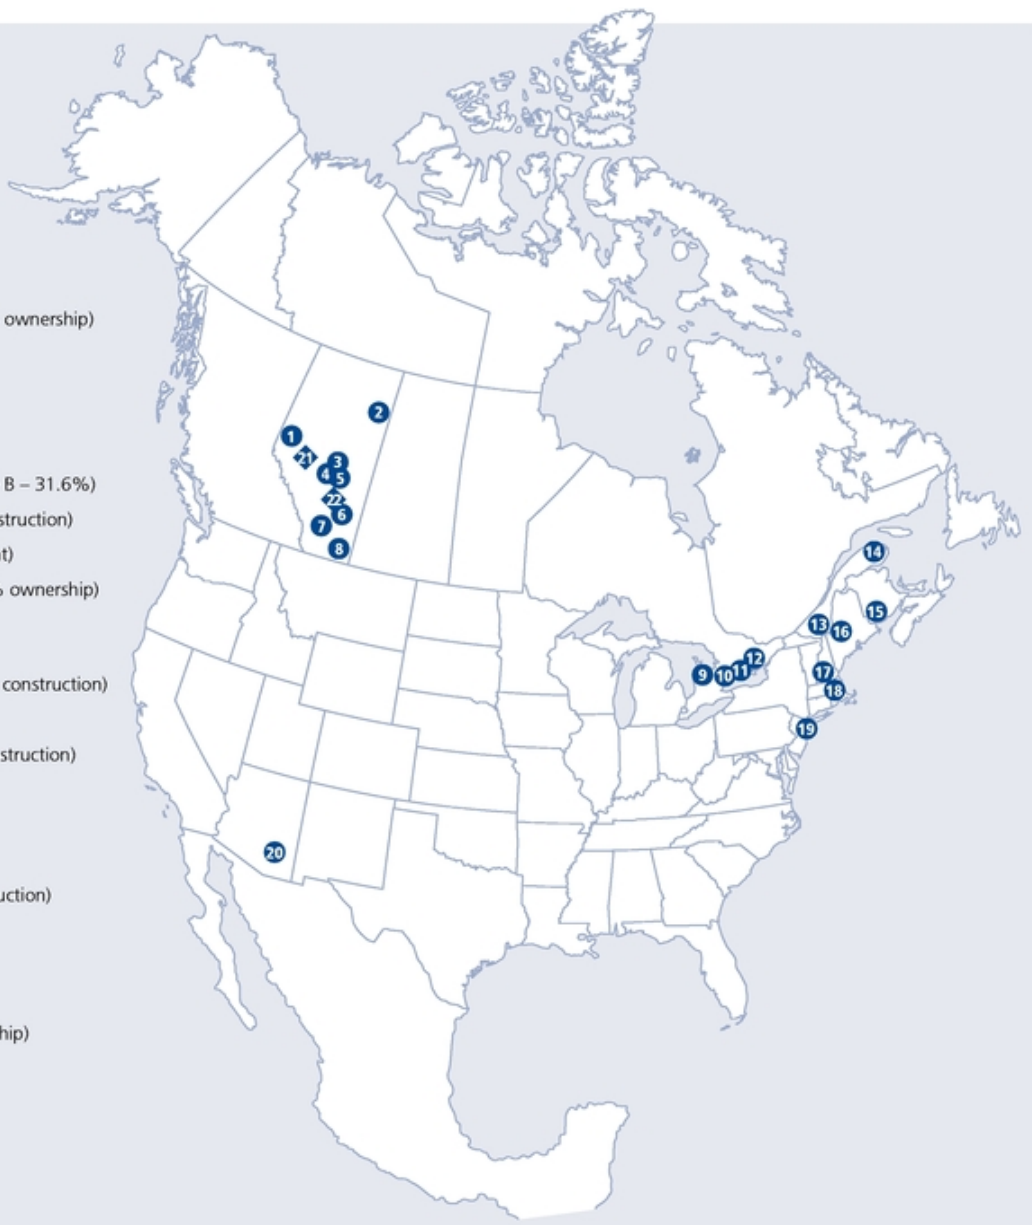 ownership)
B – 31.6%)
struction)
t)
ownership)
construction)
struction)
uction)
hip)
2
1
21
3
4
5
22
6
7
8
14
15
13
16
12
11
10
9
17
18
19
20